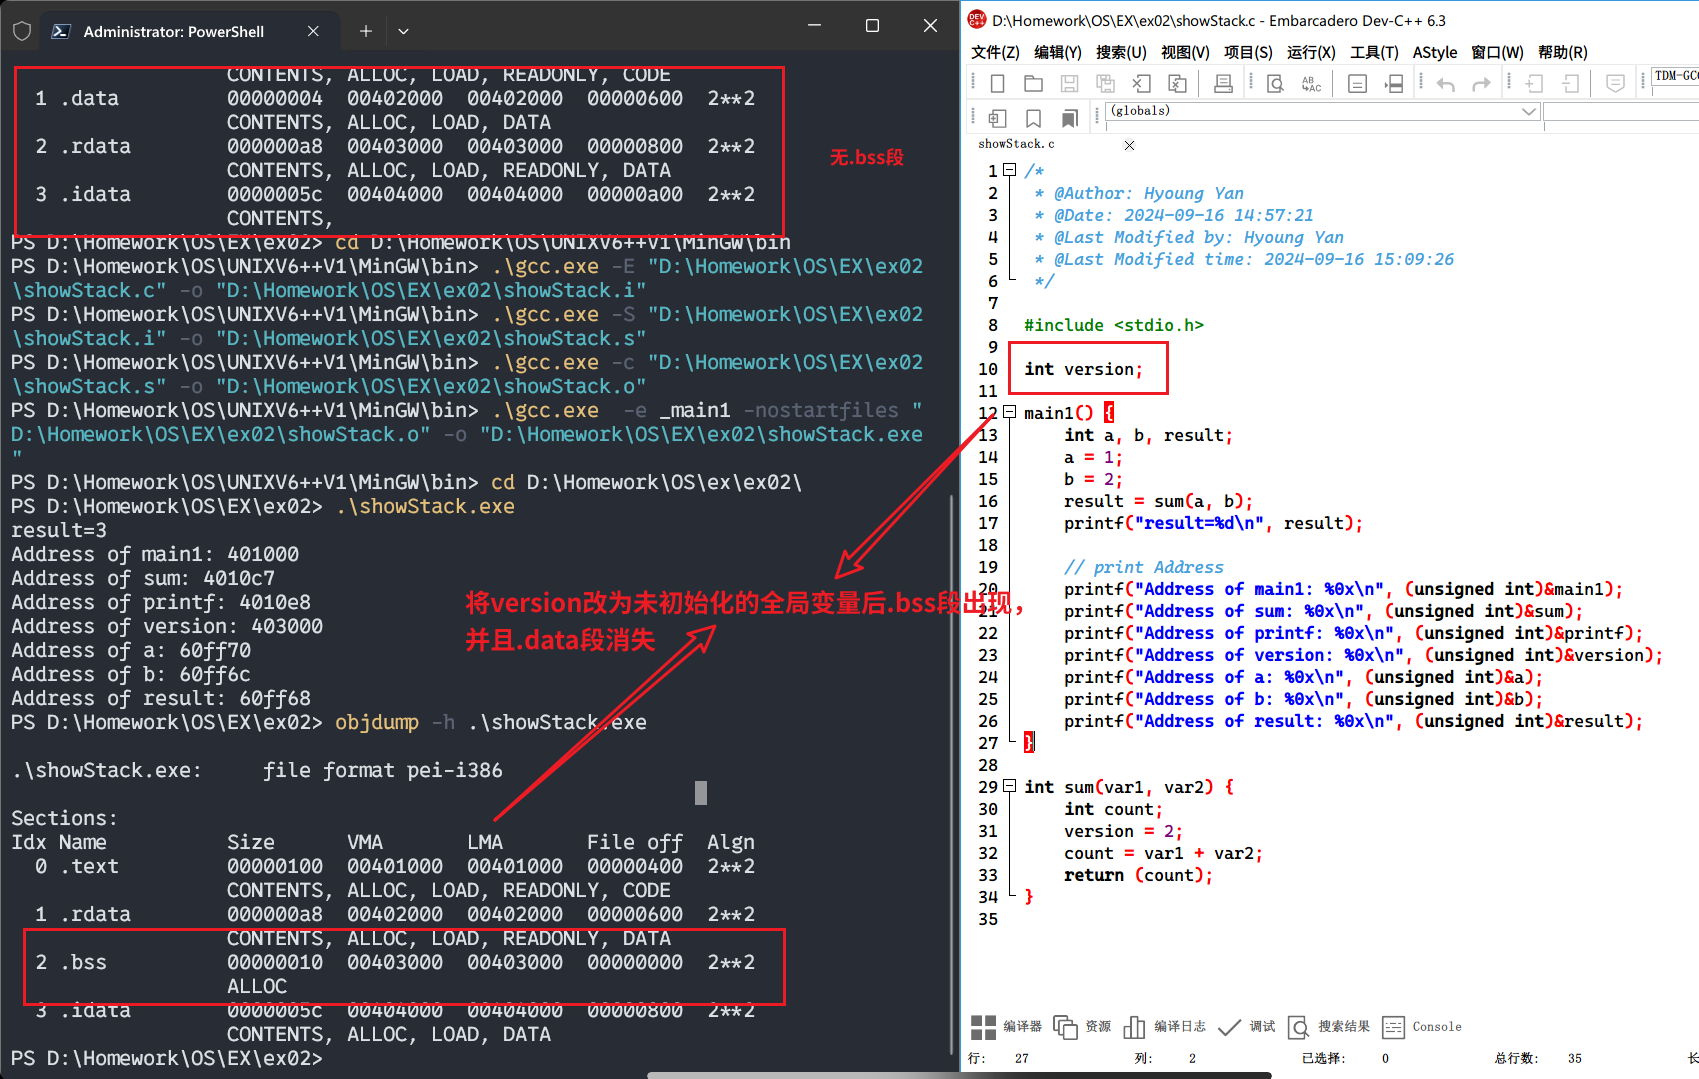 Administrator: PowerShell
CONTENTS, ALLOC, LOAD, READONLY, CODE
1 .data 00000004 00402000 00402000 00000600 2**2
CONTENTS, ALLOC, LOAD, DATA
2 .rdata 000000a8 00403000 00403000 00000800 2**2
CONTENTS, ALLOC, LOAD, READONLY, DATA
3 .idata 0000005c 00404000 00404000 00000a00 2**2
CONTENTS,
无.bss段
PS D:\Homework\OS\EX\ex02> cd D:\Homework\OS\UNIXV6++V1\MinGW\bin
PS D:\Homework\OS\UNIXV6++V1\MinGW\bin> .\gcc.exe -E "D:\Homework\OS\EX\ex02
\showStack.c" -o "D:\Homework\OS\EX\ex02\showStack.i"
PS D:\Homework\OS\UNIXV6++V1\MinGW\bin> .\gcc.exe -S "D:\Homework\OS\EX\ex02
\showStack.i" -o "D:\Homework\OS\EX\ex02\showStack.s"
PS D:\Homework\OS\UNIXV6++V1\MinGW\bin> .\gcc.exe -c "D:\Homework\OS\EX\ex02
\showStack.s" -o "D:\Homework\OS\EX\ex02\showStack.o"
PS D:\Homework\OS\UNIXV6++V1\MinGW\bin> .\gcc.exe  -e _main1 -nostartfiles "
D:\Homework\OS\EX\ex02\showStack.o" -o "D:\Homework\OS\EX\ex02\showStack.exe
"
PS D:\Homework\OS\UNIXV6++V1\MinGW\bin> cd D:\Homework\OS\ex\ex02\
PS D:\Homework\OS\EX\ex02> .\showStack.exe
result=3
Address of main1: 401000
Address of sum: 4010c7
Address of printf: 4010e8
Address of version: 403000
Address of a: 60ff70
Address of b: 60ff6c
Address of result: 60ff68
将version改为未初始化的全局变量后.bss段出现，
并且.data段消失
PS D:\Homework\OS\EX\ex02> objdump -h .\showStack.exe
.\showStack.exe:     file format pei-i386
Sections:
Idx Name Size VMA LMA File off Algn
0 .text 00000100 00401000 00401000 00000400 2**2
CONTENTS, ALLOC, LOAD, READONLY, CODE
1 .rdata 000000a8 00402000 00402000 00000600 2**2
CONTENTS, ALLOC, LOAD, READONLY, DATA
2 .bss 00000010 00403000 00403000 00000000 2**2
ALLOC
3 .idata 0000005c 00404000 00404000 00000800 2**2
CONTENTS, ALLOC, LOAD, DATA
PS D:\Homework\OS\EX\ex02>
DEV C++ D:\Homework\OS\EX\ex02\showStack.c - Embarcadero Dev-C++ 6.3
文件(Z) 编辑(Y) 搜索(U) 视图(V) 项目(S) 运行(X) 工具(T) AStyle 窗口(W) 帮助(R)
TDM-GC
(globals)
showStack.c
1 /*
2 * @Author: Hyoung Yan
3 * @Date: 2024-09-16 14:57:21
4 * @Last Modified by: Hyoung Yan
5 * @Last Modified time: 2024-09-16 15:09:26
6 */
7
8 #include <stdio.h>
9
10 int version;
11
12 main1() {
13 int a, b, result;
14 a = 1;
15 b = 2;
16 result = sum(a, b);
17 printf("result=%d\n", result);
18
19 // print Address
20 printf("Address of main1: %0x\n", (unsigned int)&main1);
21 printf("Address of sum: %0x\n", (unsigned int)&sum);
22 printf("Address of printf: %0x\n", (unsigned int)&printf);
23 printf("Address of version: %0x\n", (unsigned int)&version);
24 printf("Address of a: %0x\n", (unsigned int)&a);
25 printf("Address of b: %0x\n", (unsigned int)&b);
26 printf("Address of result: %0x\n", (unsigned int)&result);
27 }
28
29 int sum(var1, var2) {
30 int count;
31 version = 2;
32 count = var1 + var2;
33 return (count);
34 }
35
编译器 资源 编译日志 调试 搜索结果 Console
行: 27 列: 2 已选择: 0 总行数: 35 长